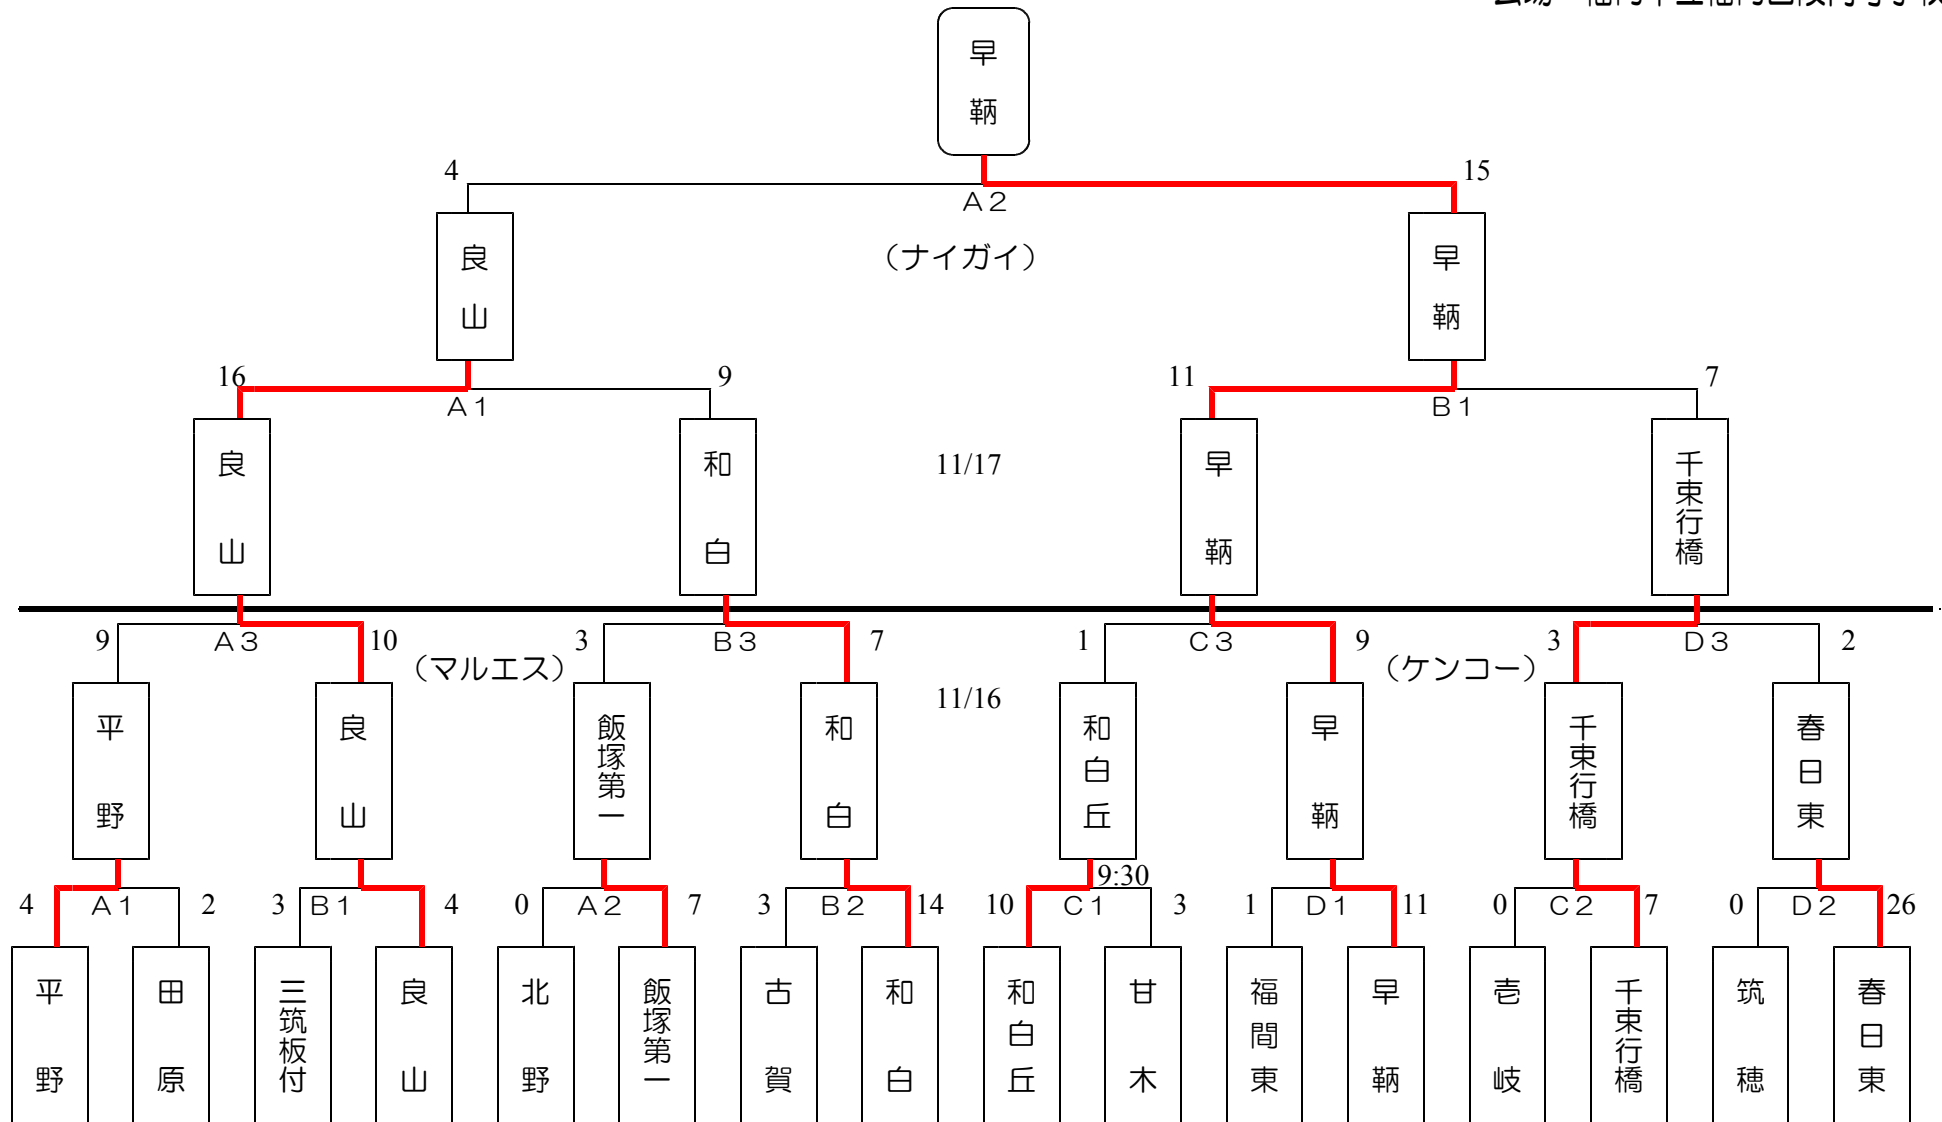 早鞆
4
15
A2
(ナイガイ)
良山
早鞆
16
9
11
7
A1
B1
良山
和白
11/17
早鞆
千束行橋
9
A3
10
3
B3
7
1
C3
9
3
D3
2
(マルエス)
(ケンコー)
11/16
平野
良山
飯塚第一
和白
和白丘
早鞆
千束行橋
春日東
9:30
4
A1
2
3
B1
4
0
A2
7
3
B2
14
10
C1
3
1
D1
11
0
C2
7
0
D2
26
平野
田原
三筑板付
良山
北野
飯塚第一
古賀
和白
和白丘
甘木
福間東
早鞆
壱岐
千束行橋
筑穂
春日東